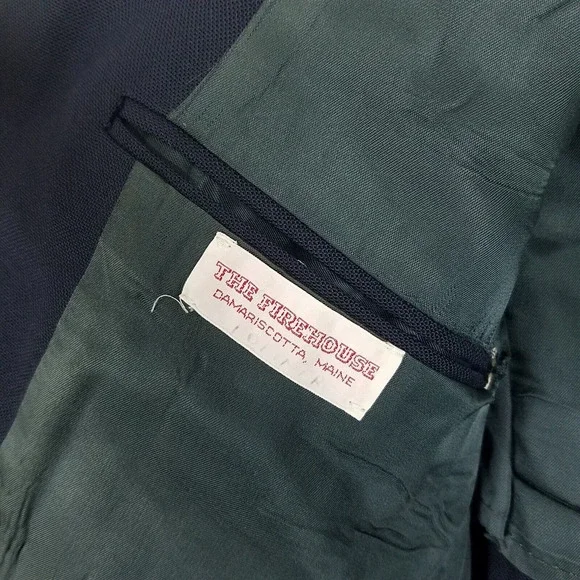 THE FIREHOUSE
DAMARISCOTTA, MAINE